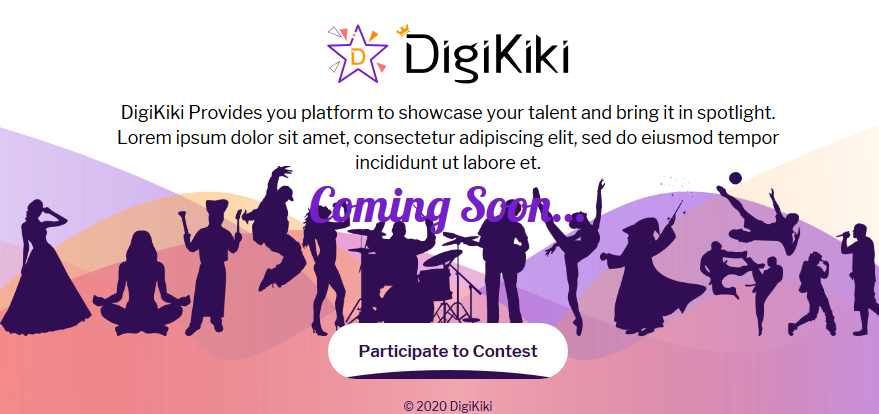 D DigiKiki
DigiKiki Provides you platform to showcase your talent and bring it in spotlight.
Lorem ipsum dolor sit amet, consectetur adipiscing elit, sed do eiusmod tempor
incididunt ut labore et.
Coming Soon...
Participate to Contest
© 2020 DigiKiki